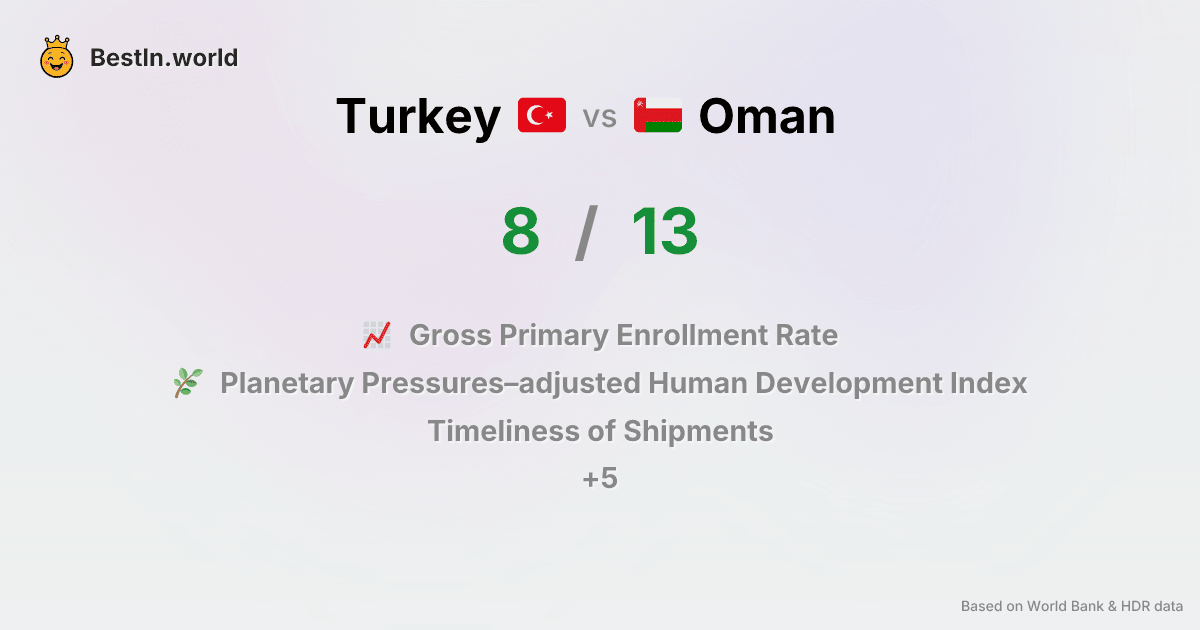 BestIn.world
Turkey vs Oman
8 / 13
Gross Primary Enrollment Rate
Planetary Pressures–adjusted Human Development Index
Timeliness of Shipments
+5
Based on World Bank & HDR data